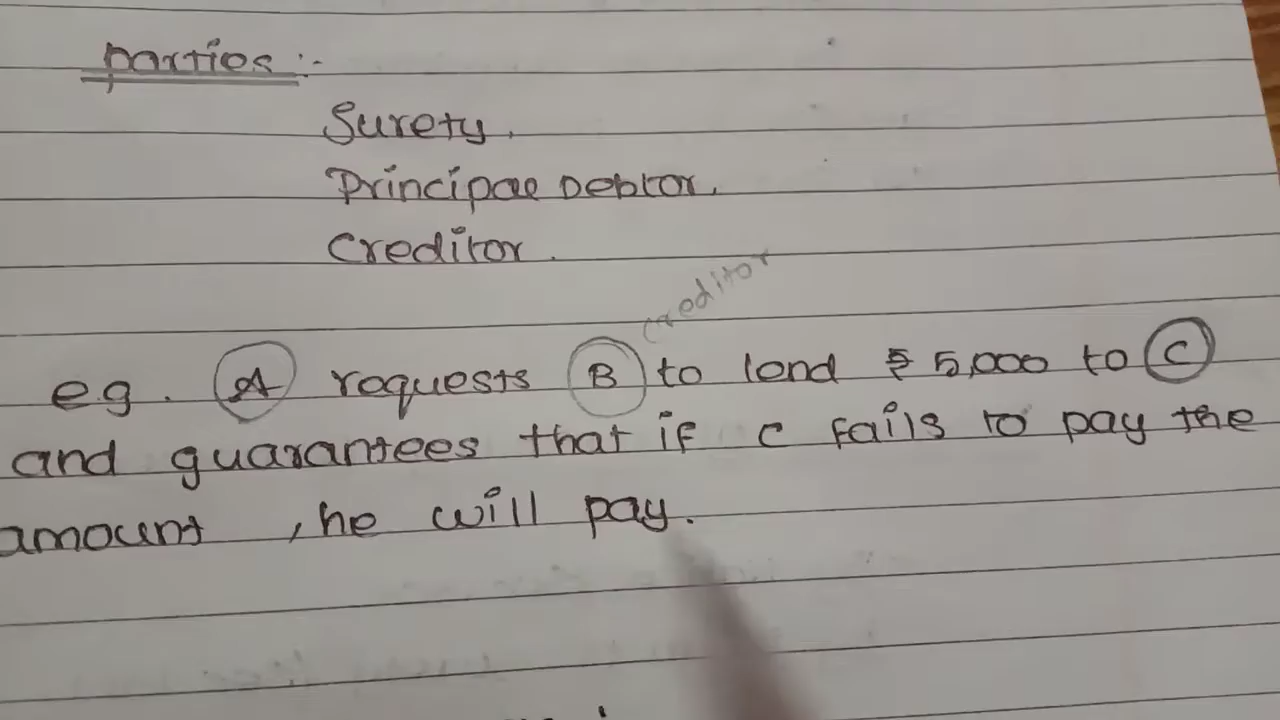 parties :-
Surety.
Principal Debtor.
Creditor.
creditor
e.g. A requests B to lend ₹ 5,000 to C
and guarantees that if C fails to pay the
amount, he will pay.